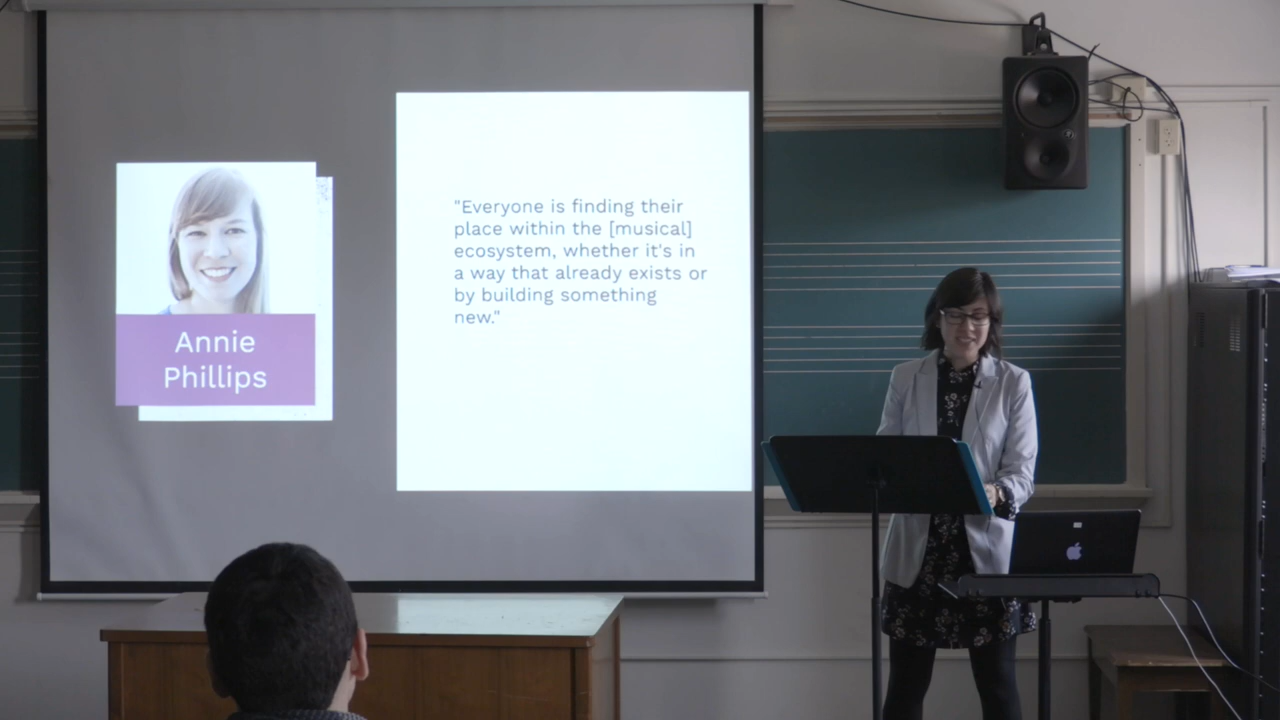 Annie
Phillips
"Everyone is finding their
place within the [musical]
ecosystem, whether it's in
a way that already exists or
by building something
new."